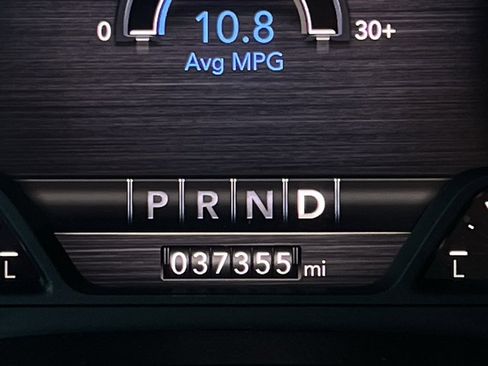 0 10.8 30+
Avg MPG
P R N D
L 037355 mi L